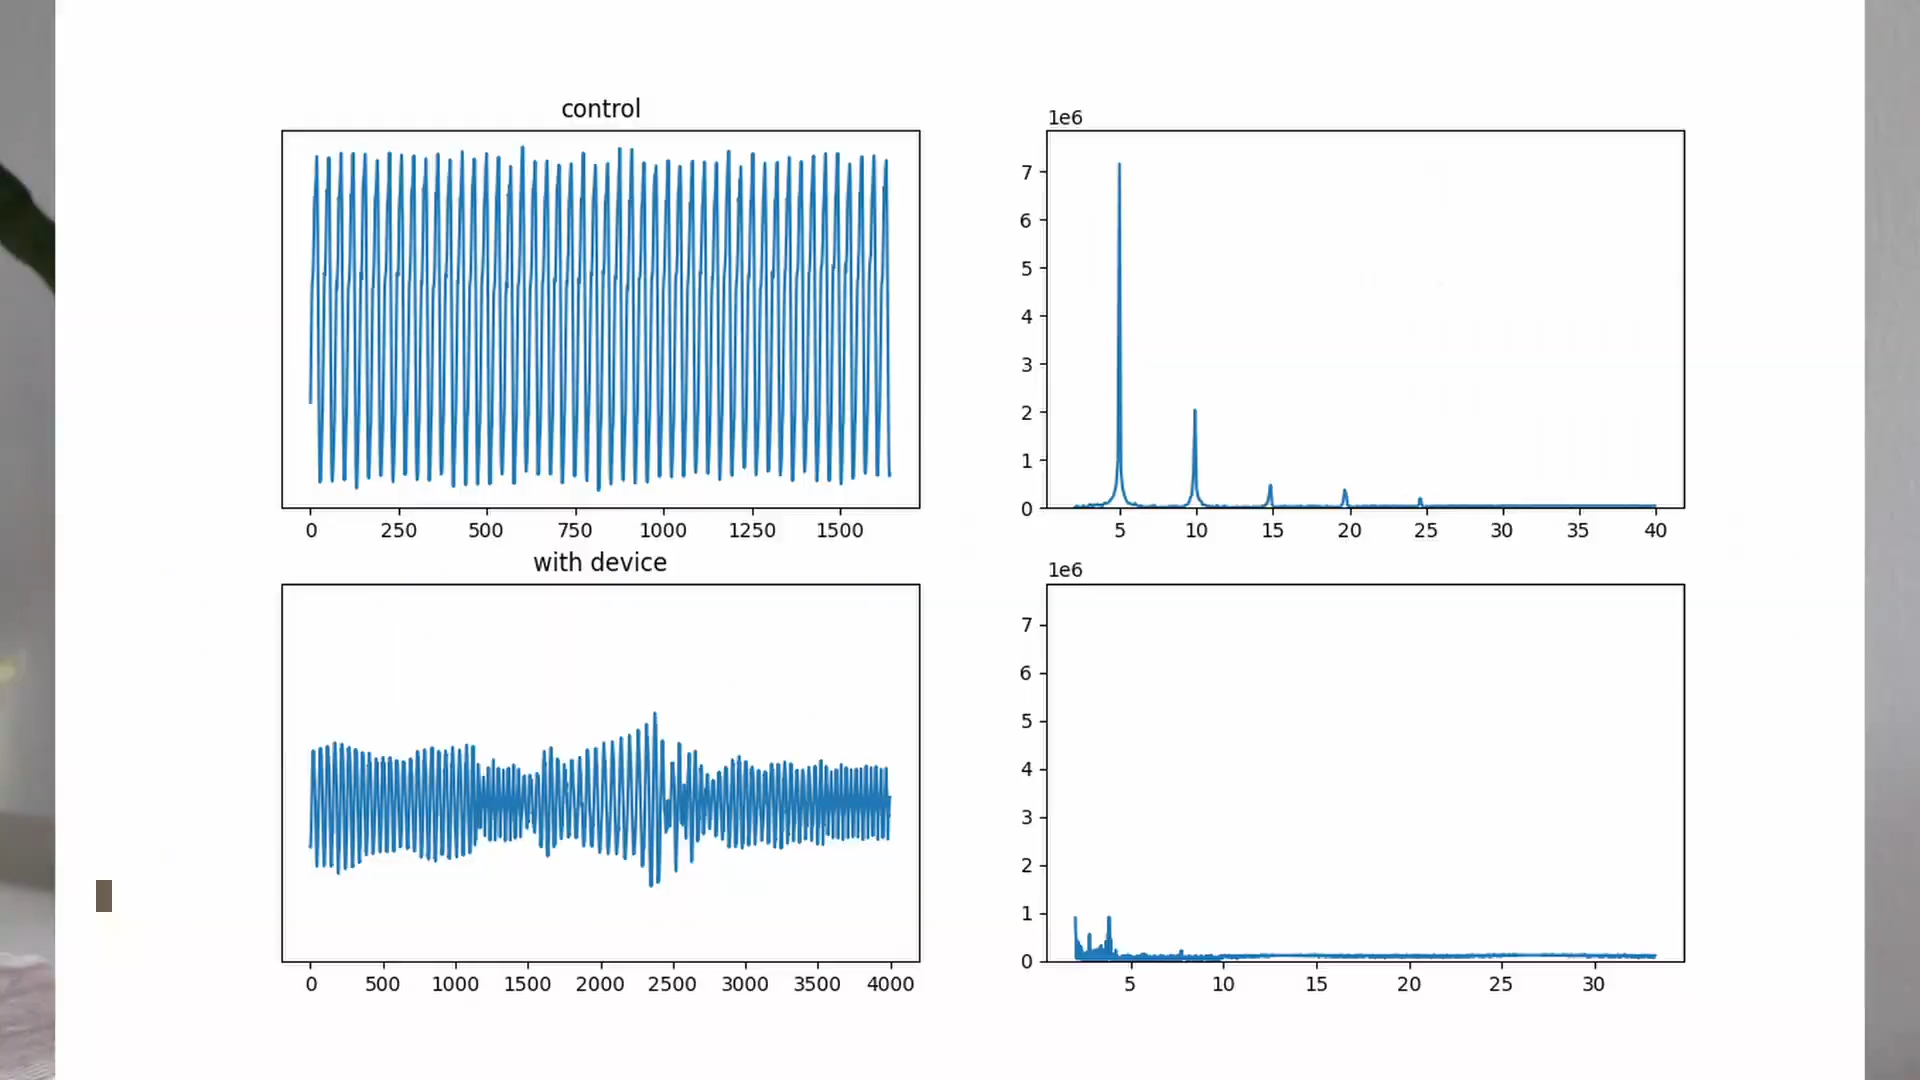 control
0 250 500 750 1000 1250 1500
1e6
7
6
5
4
3
2
1
0
5 10 15 20 25 30 35 40
with device
0 500 1000 1500 2000 2500 3000 3500 4000
1e6
7
6
5
4
3
2
1
0
5 10 15 20 25 30